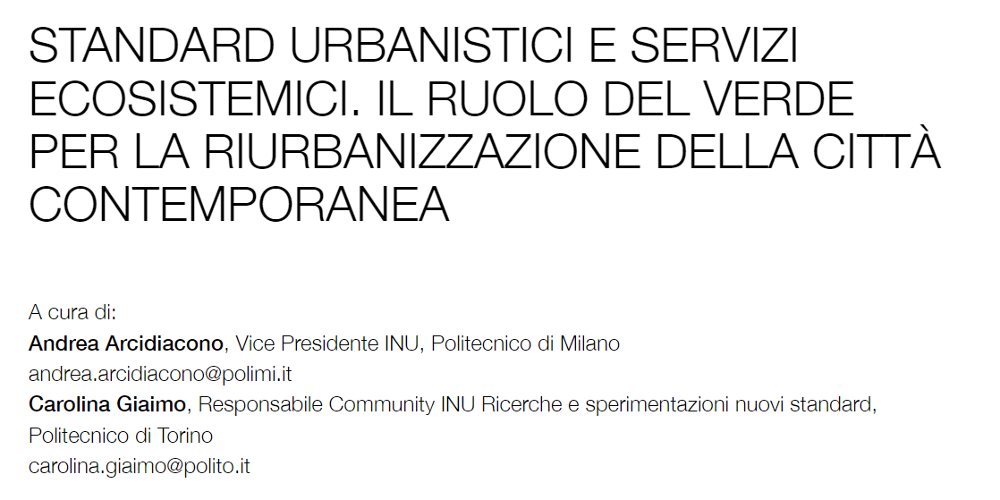 STANDARD URBANISTICI E SERVIZI
ECOSISTEMICI. IL RUOLO DEL VERDE
PER LA RIURBANIZZAZIONE DELLA CITTÀ
CONTEMPORANEA
A cura di:
Andrea Arcidiacono, Vice Presidente INU, Politecnico di Milano
andrea.arcidiacono@polimi.it
Carolina Giaimo, Responsabile Community INU Ricerche e sperimentazioni nuovi standard,
Politecnico di Torino
carolina.giaimo@polito.it